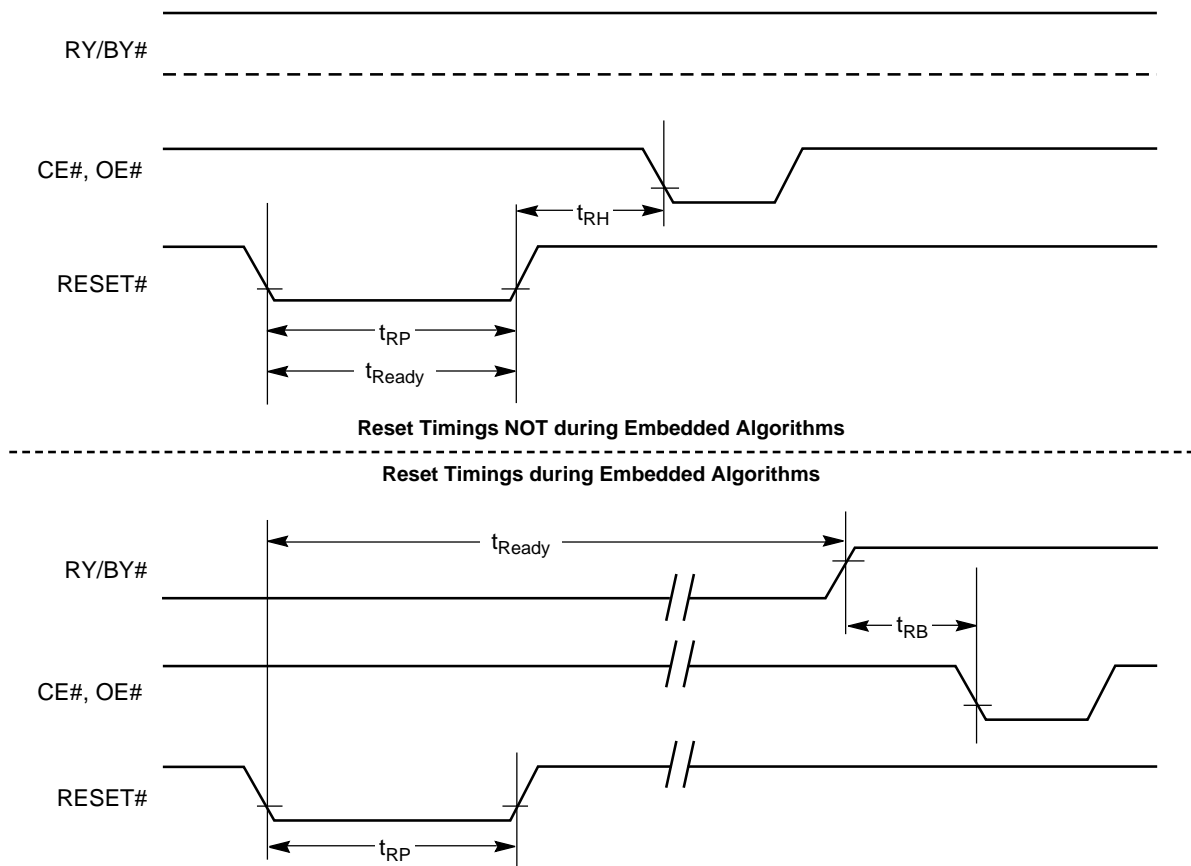 RY/BY#
CE#, OE#
tRH
RESET#
tRP
tReady
Reset Timings NOT during Embedded Algorithms
Reset Timings during Embedded Algorithms
tReady
RY/BY#
tRB
CE#, OE#
RESET#
tRP